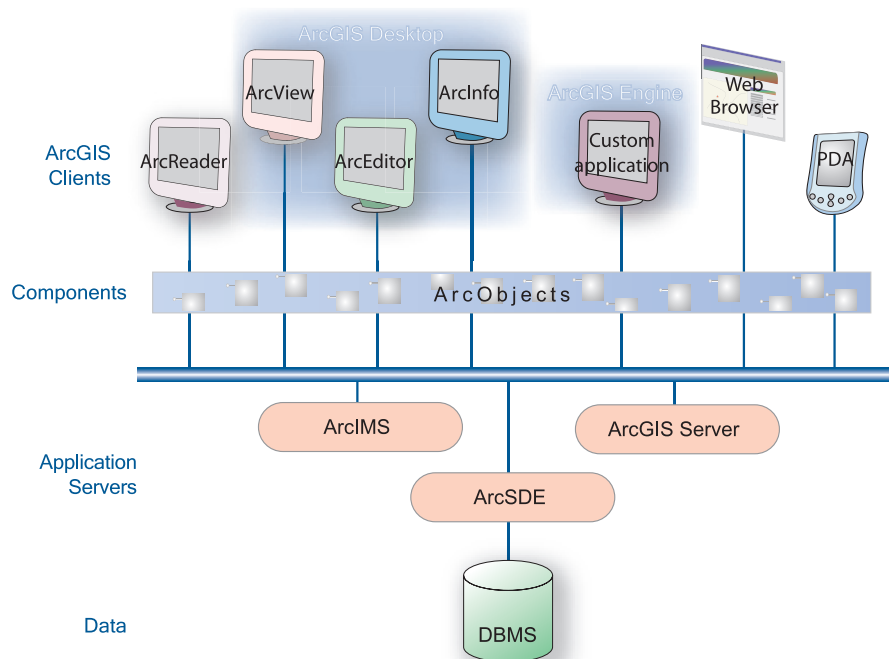 ArcGIS Desktop
ArcView
ArcInfo
ArcGIS Engine
Web
Browser
ArcGIS
Clients
ArcReader
ArcEditor
Custom
application
PDA
Components
ArcObjects
ArcIMS
ArcGIS Server
Application
Servers
ArcSDE
Data
DBMS